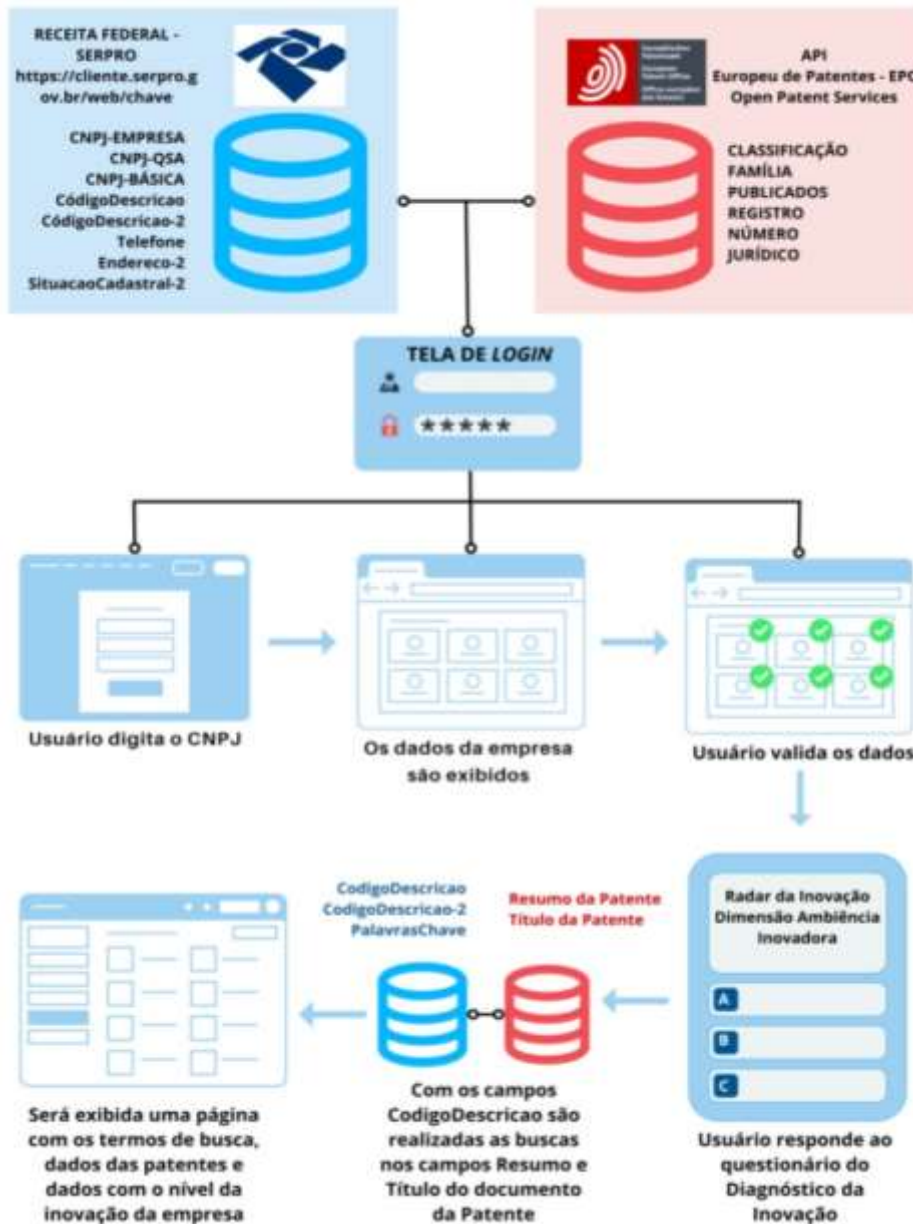 RECEITA FEDERAL -
SERPRO
https://cliente.serpro.g
ov.br/web/chave
CNPJ-EMPRESA
CNPJ-QSA
CNPJ-BÁSICA
CódigoDescricao
CódigoDescricao-2
Telefone
Endereco-2
SituacaoCadastral-2
API
Europeu de Patentes - EPO
Open Patent Services
CLASSIFICAÇÃO
FAMÍLIA
PUBLICADOS
REGISTRO
NÚMERO
JURÍDICO
TELA DE LOGIN
*****
Usuário digita o CNPJ
Os dados da empresa
são exibidos
Usuário valida os dados
Radar da Inovação
Dimensão Ambiência
Inovadora
A
B
C
Usuário responde ao
questionário do
Diagnóstico da
Inovação
CodigoDescricao
CodigoDescricao-2
PalavrasChave
Resumo da Patente
Título da Patente
Com os campos
CodigoDescricao são
realizadas as buscas
nos campos Resumo e
Título do documento
da Patente
Será exibida uma página
com os termos de busca,
dados das patentes e
dados com o nível da
inovação da empresa